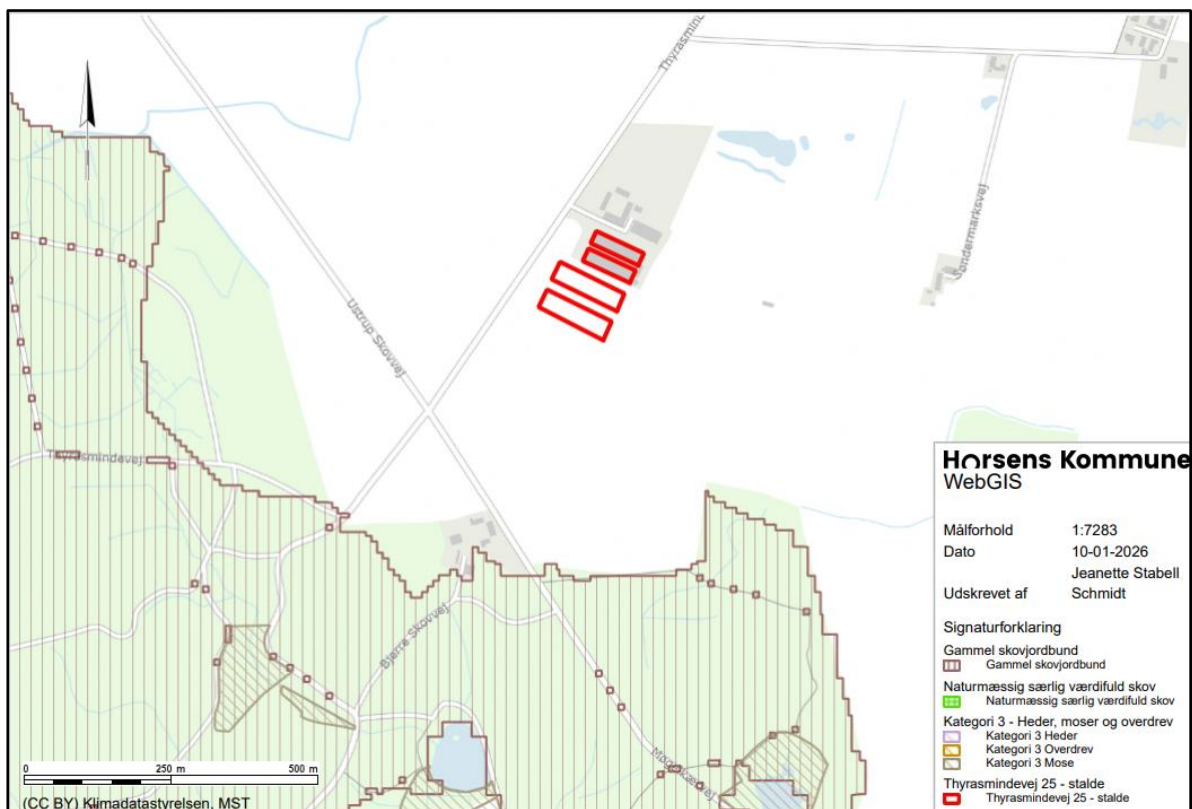 Thyrasmind
Søndermarksvej
Ustrup Skovvej
Thyrasmindevej
Bjerre Skovvej
Horsens Kommune
WebGIS
Målforhold 1:7283
Dato 10-01-2026
Jeanette Stabell
Udskrevet af Schmidt
Signaturforklaring
Gammel skovjordbund
Gammel skovjordbund
Naturmæssig særlig værdifuld skov
Naturmæssig særlig værdifuld skov
Kategori 3 - Heder, moser og overdrev
Kategori 3 Heder
Kategori 3 Overdrev
Kategori 3 Mose
Thyrasmindevej 25 - stalde
Thyrasmindevej 25 - stalde
0 250 m 500 m
(CC BY) Klimadatastyrelsen, MST